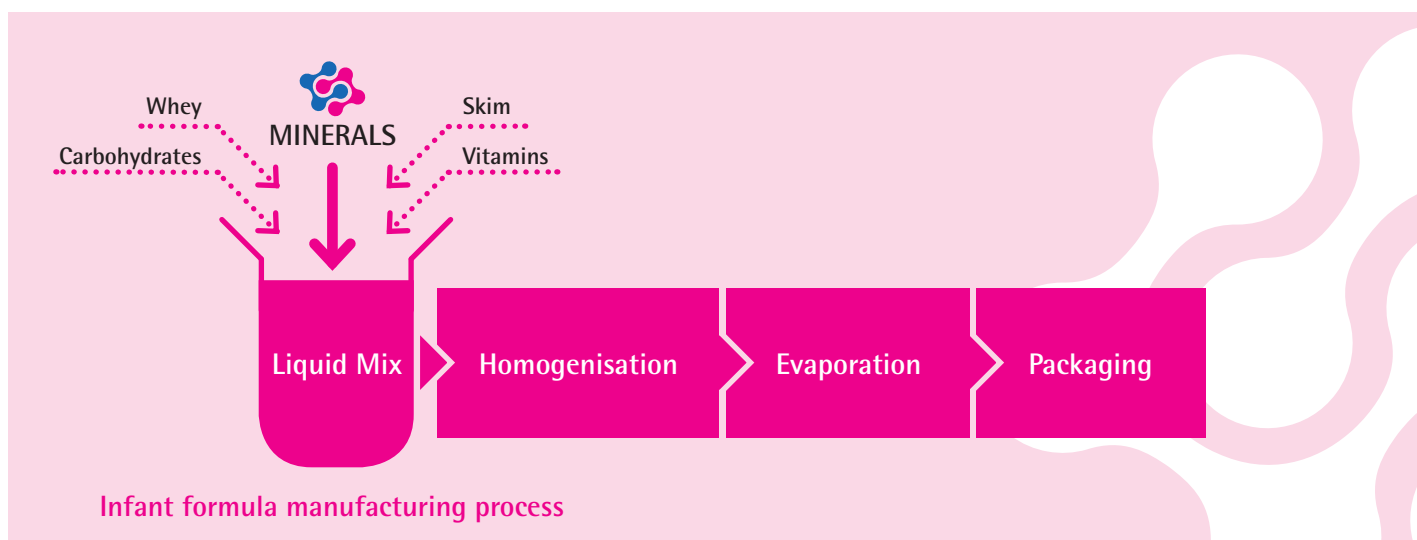 Whey
Skim
MINERALS
Carbohydrates
Vitamins
Liquid Mix
Homogenisation
Evaporation
Packaging
Infant formula manufacturing process